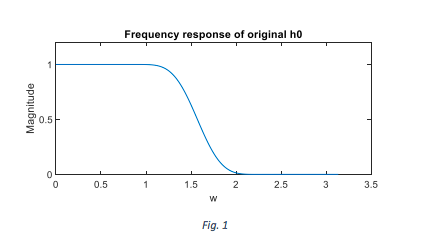 Frequency response of original h0
1
0.5
0
Magnitude
0 0.5 1 1.5 2 2.5 3 3.5
w
Fig. 1